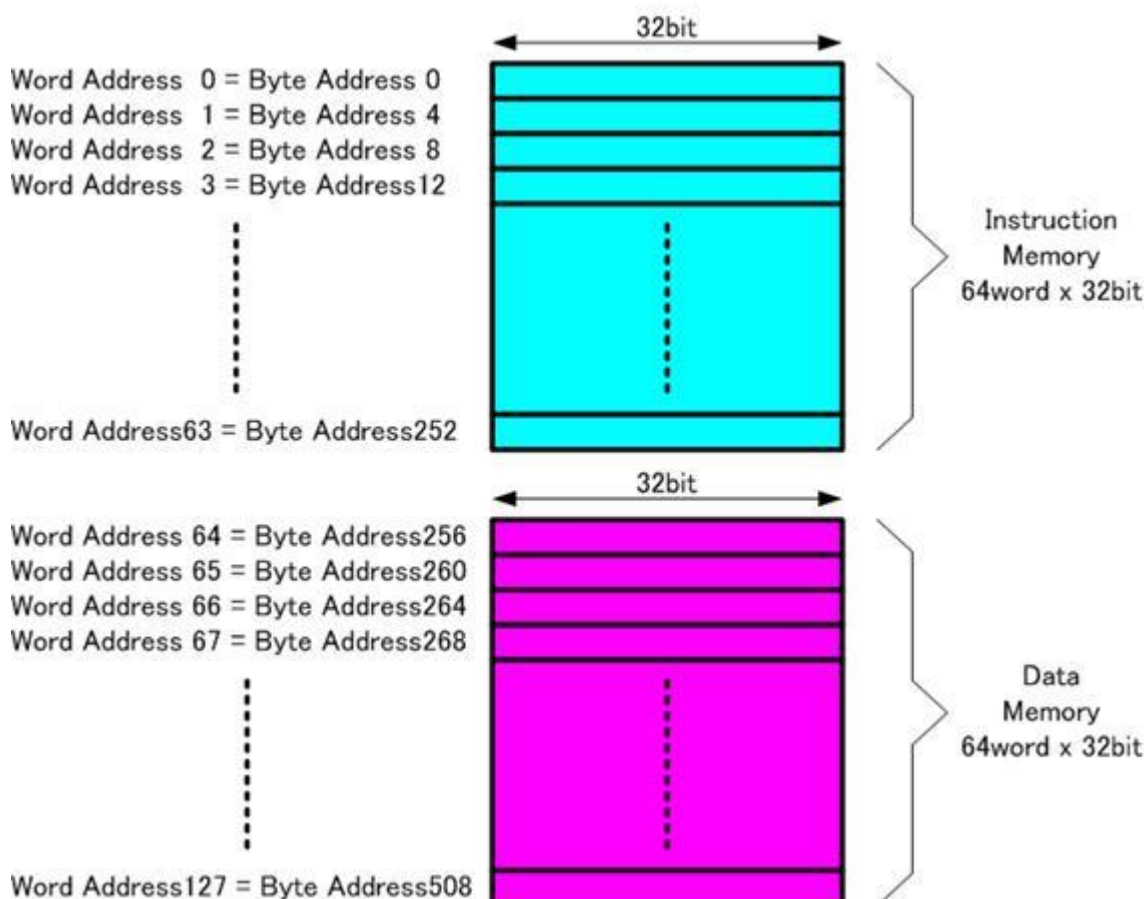 32bit
Word Address 0 = Byte Address 0
Word Address 1 = Byte Address 4
Word Address 2 = Byte Address 8
Word Address 3 = Byte Address12
Instruction
Memory
64word x 32bit
Word Address63 = Byte Address252
32bit
Word Address 64 = Byte Address256
Word Address 65 = Byte Address260
Word Address 66 = Byte Address264
Word Address 67 = Byte Address268
Data
Memory
64word x 32bit
Word Address127 = Byte Address508